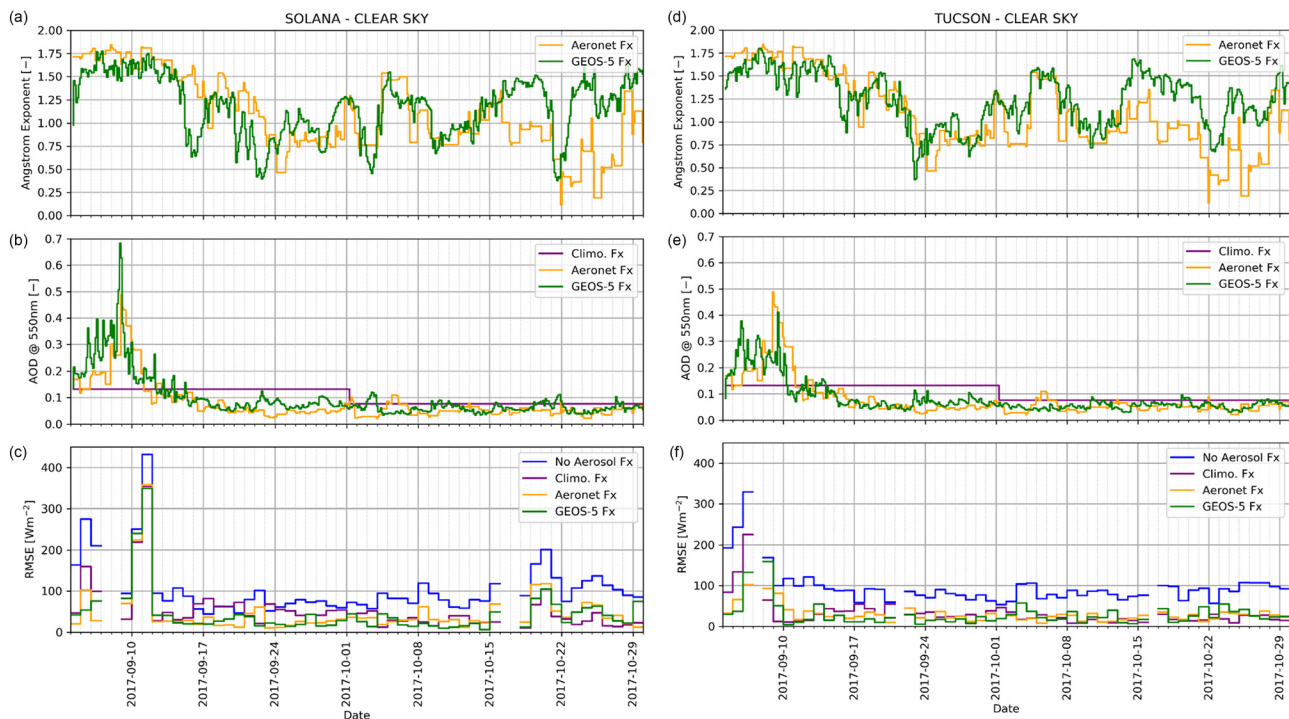 (a)
SOLANA - CLEAR SKY
Angstrom Exponent [−]
2.00
1.75
1.50
1.25
1.00
0.75
0.50
0.25
0.00
Aeronet Fx
GEOS-5 Fx
(b)
AOD @ 550nm [−]
0.7
0.6
0.5
0.4
0.3
0.2
0.1
0.0
Climo. Fx
Aeronet Fx
GEOS-5 Fx
(c)
RMSE [Wm−2]
400
300
200
100
0
No Aerosol Fx
Climo. Fx
Aeronet Fx
GEOS-5 Fx
2017-09-10
2017-09-17
2017-09-24
2017-10-01
2017-10-08
2017-10-15
2017-10-22
2017-10-29
Date
(d)
TUCSON - CLEAR SKY
Angstrom Exponent [−]
2.00
1.75
1.50
1.25
1.00
0.75
0.50
0.25
0.00
Aeronet Fx
GEOS-5 Fx
(e)
AOD @ 550nm [−]
0.7
0.6
0.5
0.4
0.3
0.2
0.1
0.0
Climo. Fx
Aeronet Fx
GEOS-5 Fx
(f)
RMSE [Wm−2]
400
300
200
100
0
No Aerosol Fx
Climo. Fx
Aeronet Fx
GEOS-5 Fx
2017-09-10
2017-09-17
2017-09-24
2017-10-01
2017-10-08
2017-10-15
2017-10-22
2017-10-29
Date